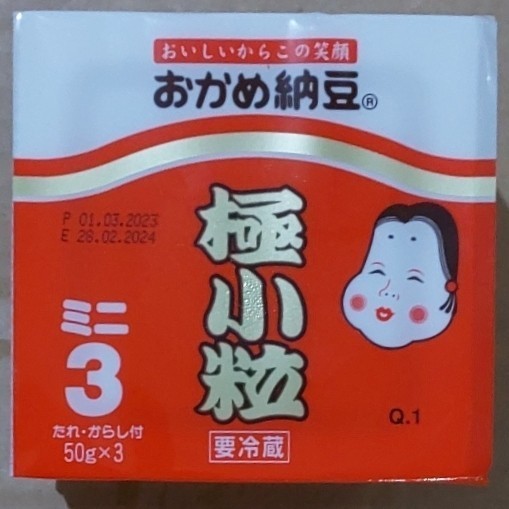 おいしいからこの笑顔
おかめ納豆®
P 01.03.2023
E 28.02.2024
極小粒
ミニ
3
たれ・からし付
50g×3
要冷蔵
Q.1